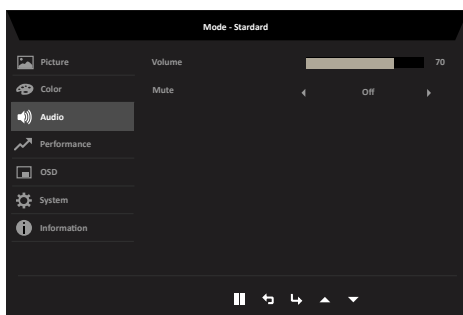 Mode - Stardard
Picture
Volume 70
Color
Mute Off
Audio
Performance
OSD
System
Information